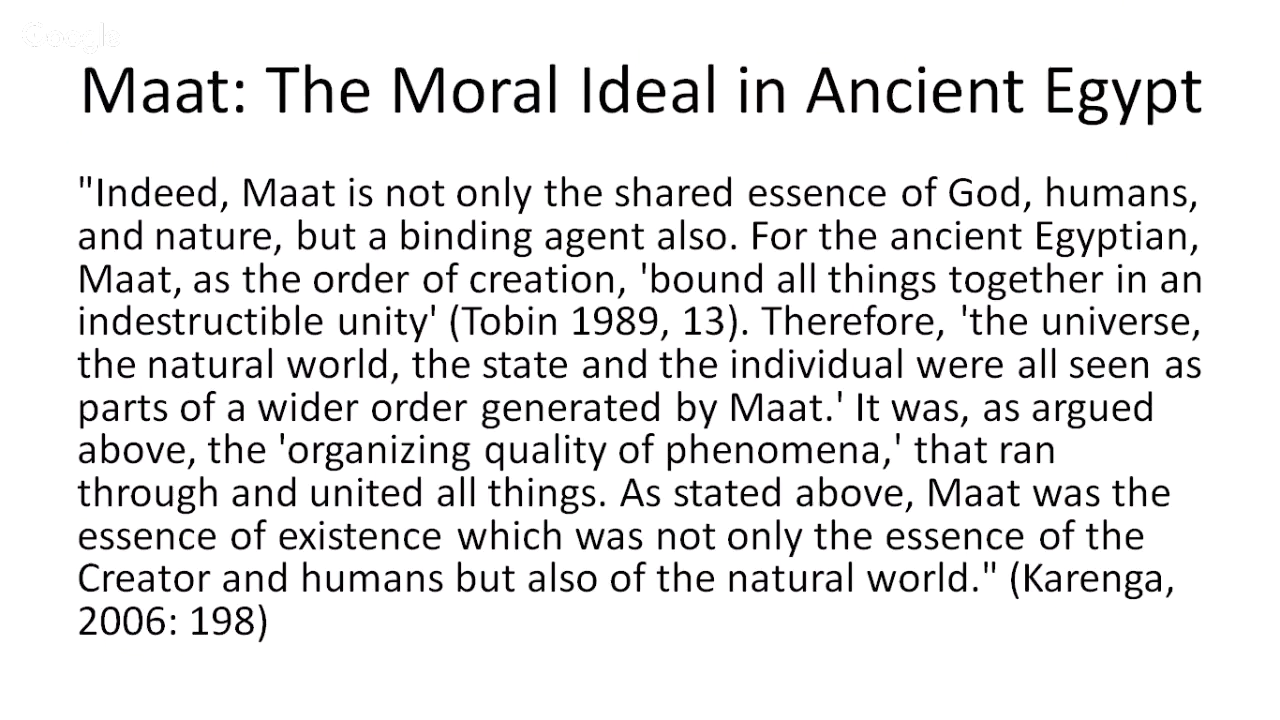 Google
Maat: The Moral Ideal in Ancient Egypt
"Indeed, Maat is not only the shared essence of God, humans,
and nature, but a binding agent also. For the ancient Egyptian,
Maat, as the order of creation, 'bound all things together in an
indestructible unity' (Tobin 1989, 13). Therefore, 'the universe,
the natural world, the state and the individual were all seen as
parts of a wider order generated by Maat.' It was, as argued
above, the 'organizing quality of phenomena,' that ran
through and united all things. As stated above, Maat was the
essence of existence which was not only the essence of the
Creator and humans but also of the natural world." (Karenga,
2006: 198)